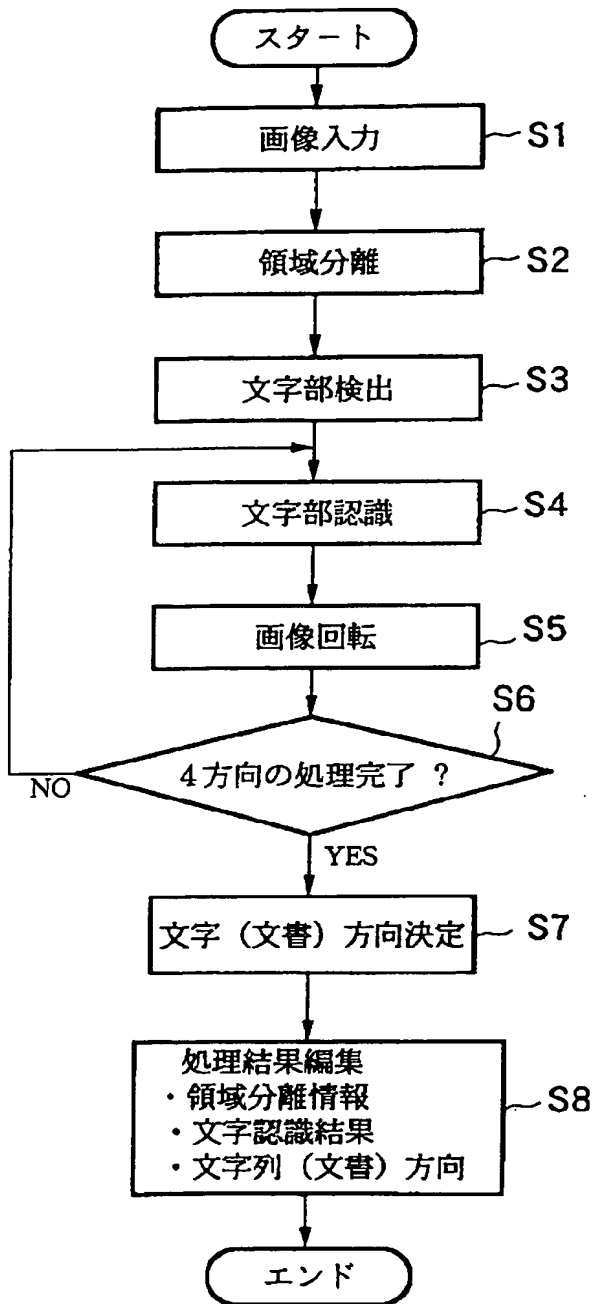 スタート
画像入力
S1
領域分離
S2
文字部検出
S3
文字部認識
S4
画像回転
S5
S6
4方向の処理完了 ?
NO
YES
文字(文書)方向決定
S7
処理結果編集
・領域分離情報
・文字認識結果
・文字列(文書)方向
S8
エンド